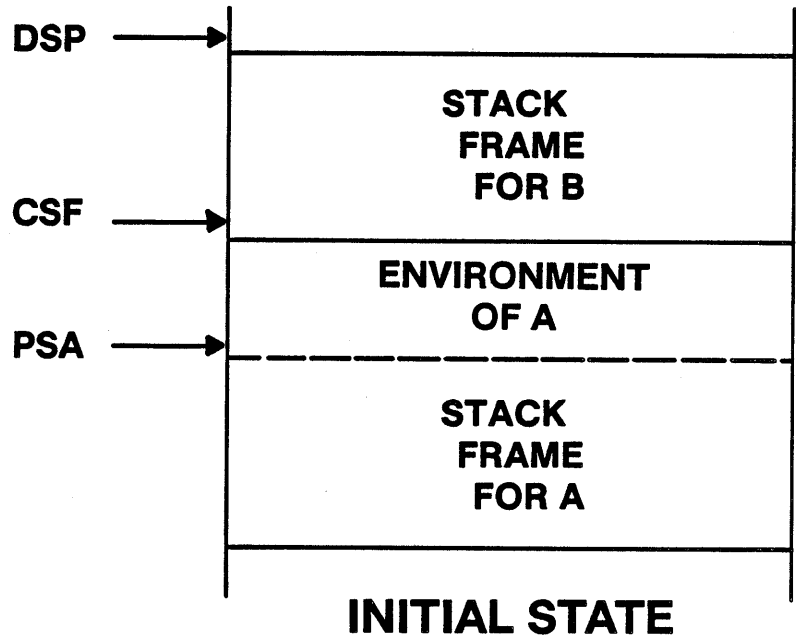 DSP
STACK
FRAME
FOR B
CSF
ENVIRONMENT
OF A
PSA
STACK
FRAME
FOR A
INITIAL STATE